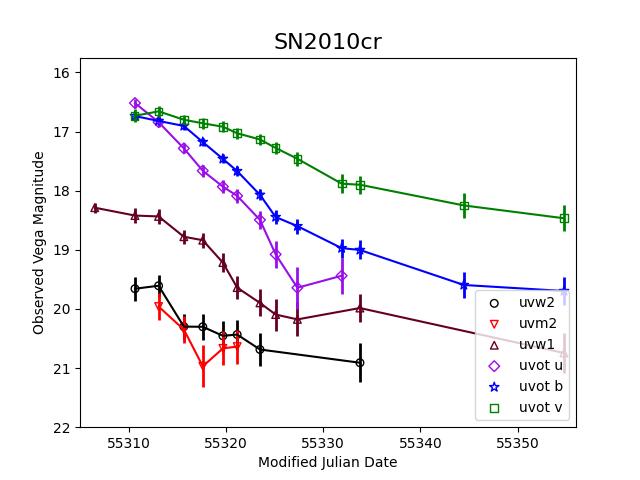 SN2010cr
Observed Vega Magnitude
16
17
18
19
20
21
22
55310
55320
55330
55340
55350
Modified Julian Date
uvw2
uvm2
uvw1
uvot u
uvot b
uvot v